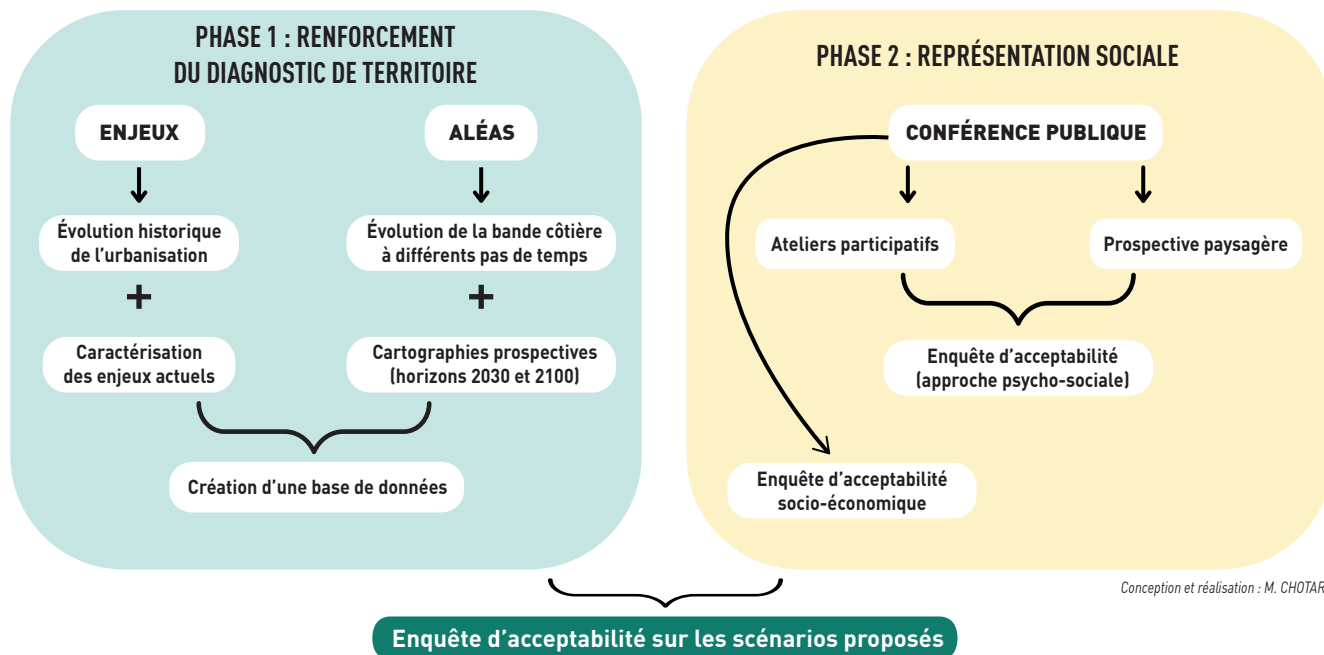 PHASE 1 : RENFORCEMENT
DU DIAGNOSTIC DE TERRITOIRE
ENJEUX
ALÉAS
Évolution historique
de l’urbanisation
Évolution de la bande côtière
à différents pas de temps
+
+
Caractérisation
des enjeux actuels
Cartographies prospectives
(horizons 2030 et 2100)
Création d’une base de données
PHASE 2 : REPRÉSENTATION SOCIALE
CONFÉRENCE PUBLIQUE
Ateliers participatifs
Prospective paysagère
Enquête d’acceptabilité
(approche psycho-sociale)
Enquête d’acceptabilité
socio-économique
Conception et réalisation : M. CHOTAR
Enquête d’acceptabilité sur les scénarios proposés